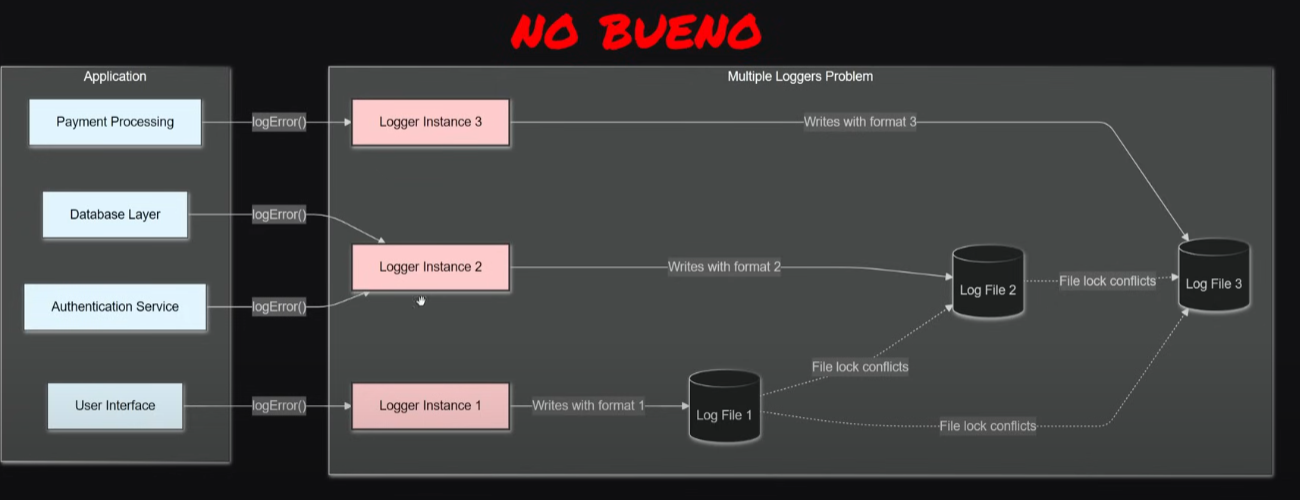 NO BUENO
Application
Multiple Loggers Problem
Payment Processing
logError()
Logger Instance 3
Writes with format 3
Database Layer
logError()
Logger Instance 2
Writes with format 2
Log File 2
File lock conflicts
Log File 3
Authentication Service
logError()
File lock conflicts
User Interface
logError()
Logger Instance 1
Writes with format 1
Log File 1
File lock conflicts